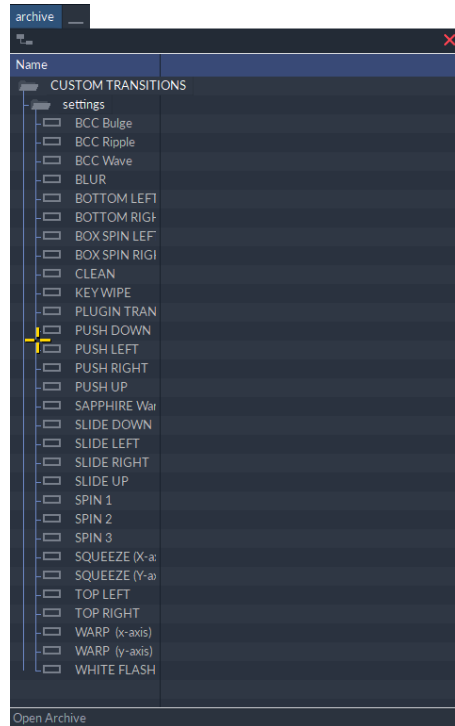 archive
Name
CUSTOM TRANSITIONS
settings
BCC Bulge
BCC Ripple
BCC Wave
BLUR
BOTTOM LEFT
BOTTOM RIGH
BOX SPIN LEF
BOX SPIN RIGI
CLEAN
KEY WIPE
PLUGIN TRAN
PUSH DOWN
PUSH LEFT
PUSH RIGHT
PUSH UP
SAPPHIRE War
SLIDE DOWN
SLIDE LEFT
SLIDE RIGHT
SLIDE UP
SPIN 1
SPIN 2
SPIN 3
SQUEEZE (X-a
SQUEEZE (Y-a
TOP LEFT
TOP RIGHT
WARP (x-axis)
WARP (y-axis)
WHITE FLASH
Open Archive